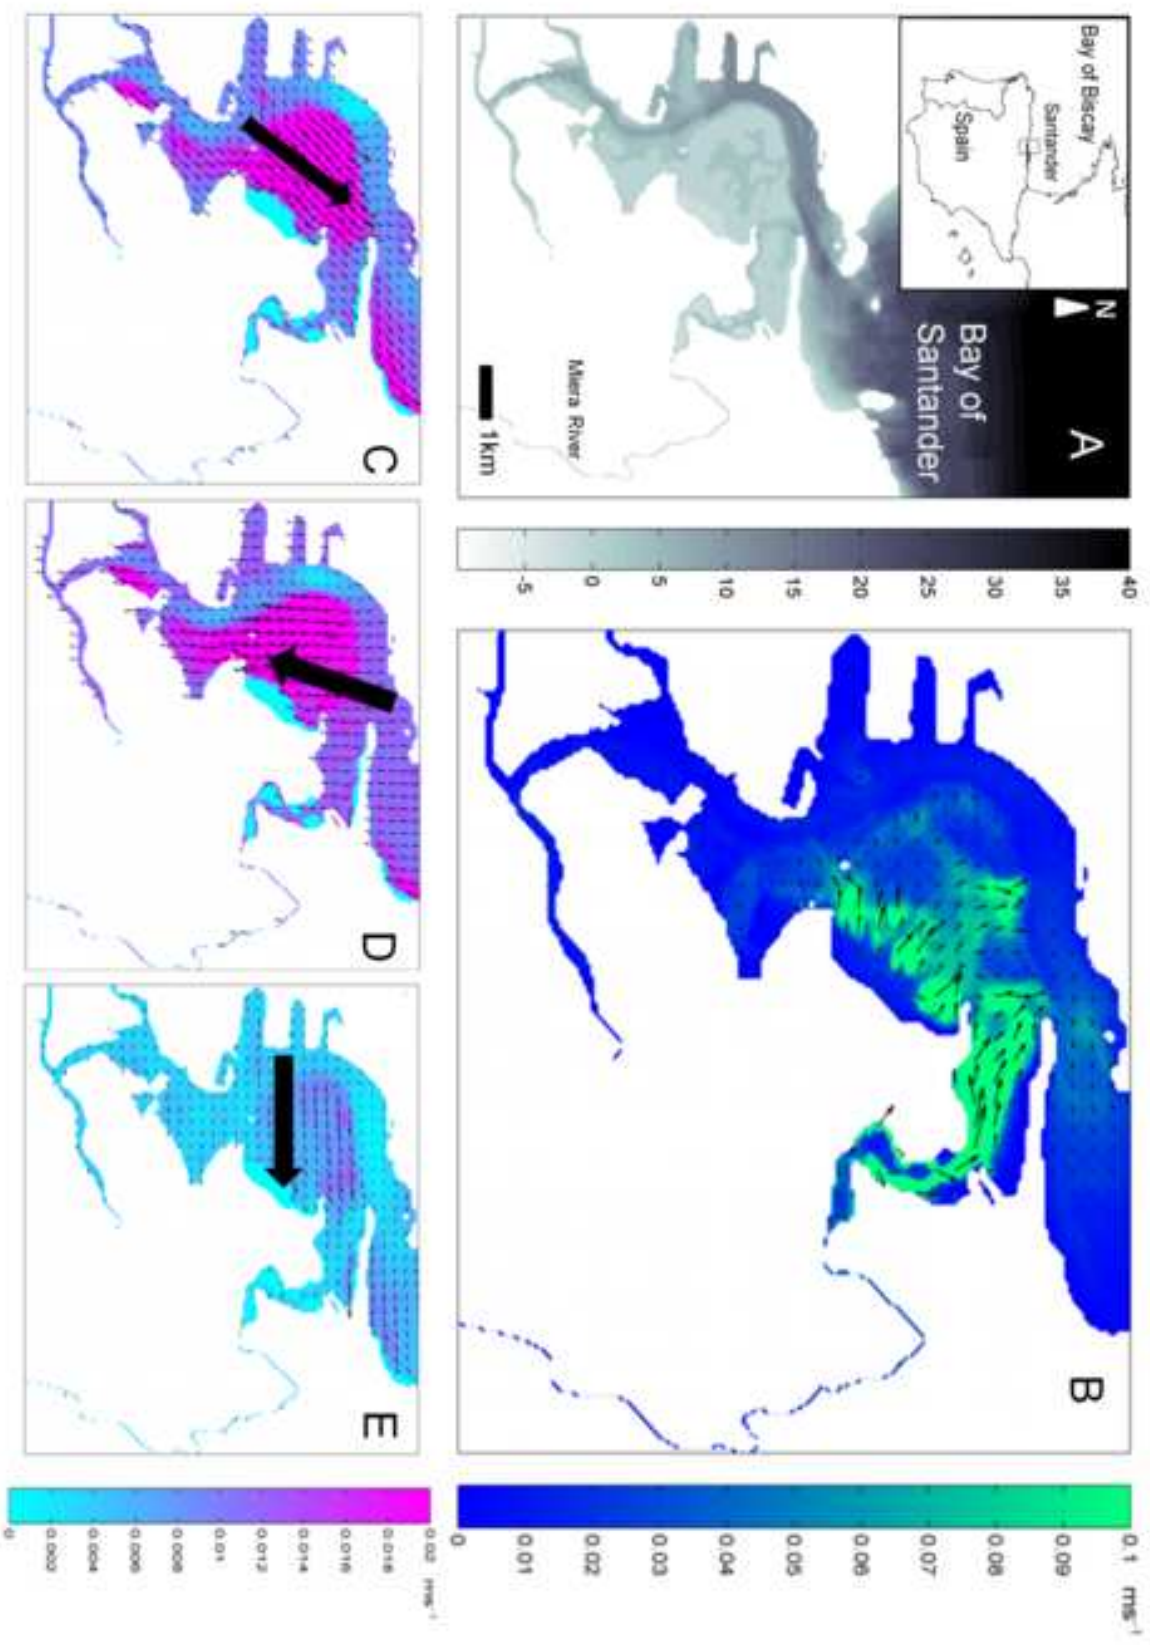 A
Bay of Biscay
Santander
Spain
N
Bay of
Santander
Miera River
1km
40
35
30
25
20
15
10
5
0
-5
B
0.1
ms⁻¹
0.09
0.08
0.07
0.06
0.05
0.04
0.03
0.02
0.01
0
C
D
E
0.02
ms⁻¹
0.018
0.016
0.014
0.012
0.01
0.008
0.006
0.004
0.002
0